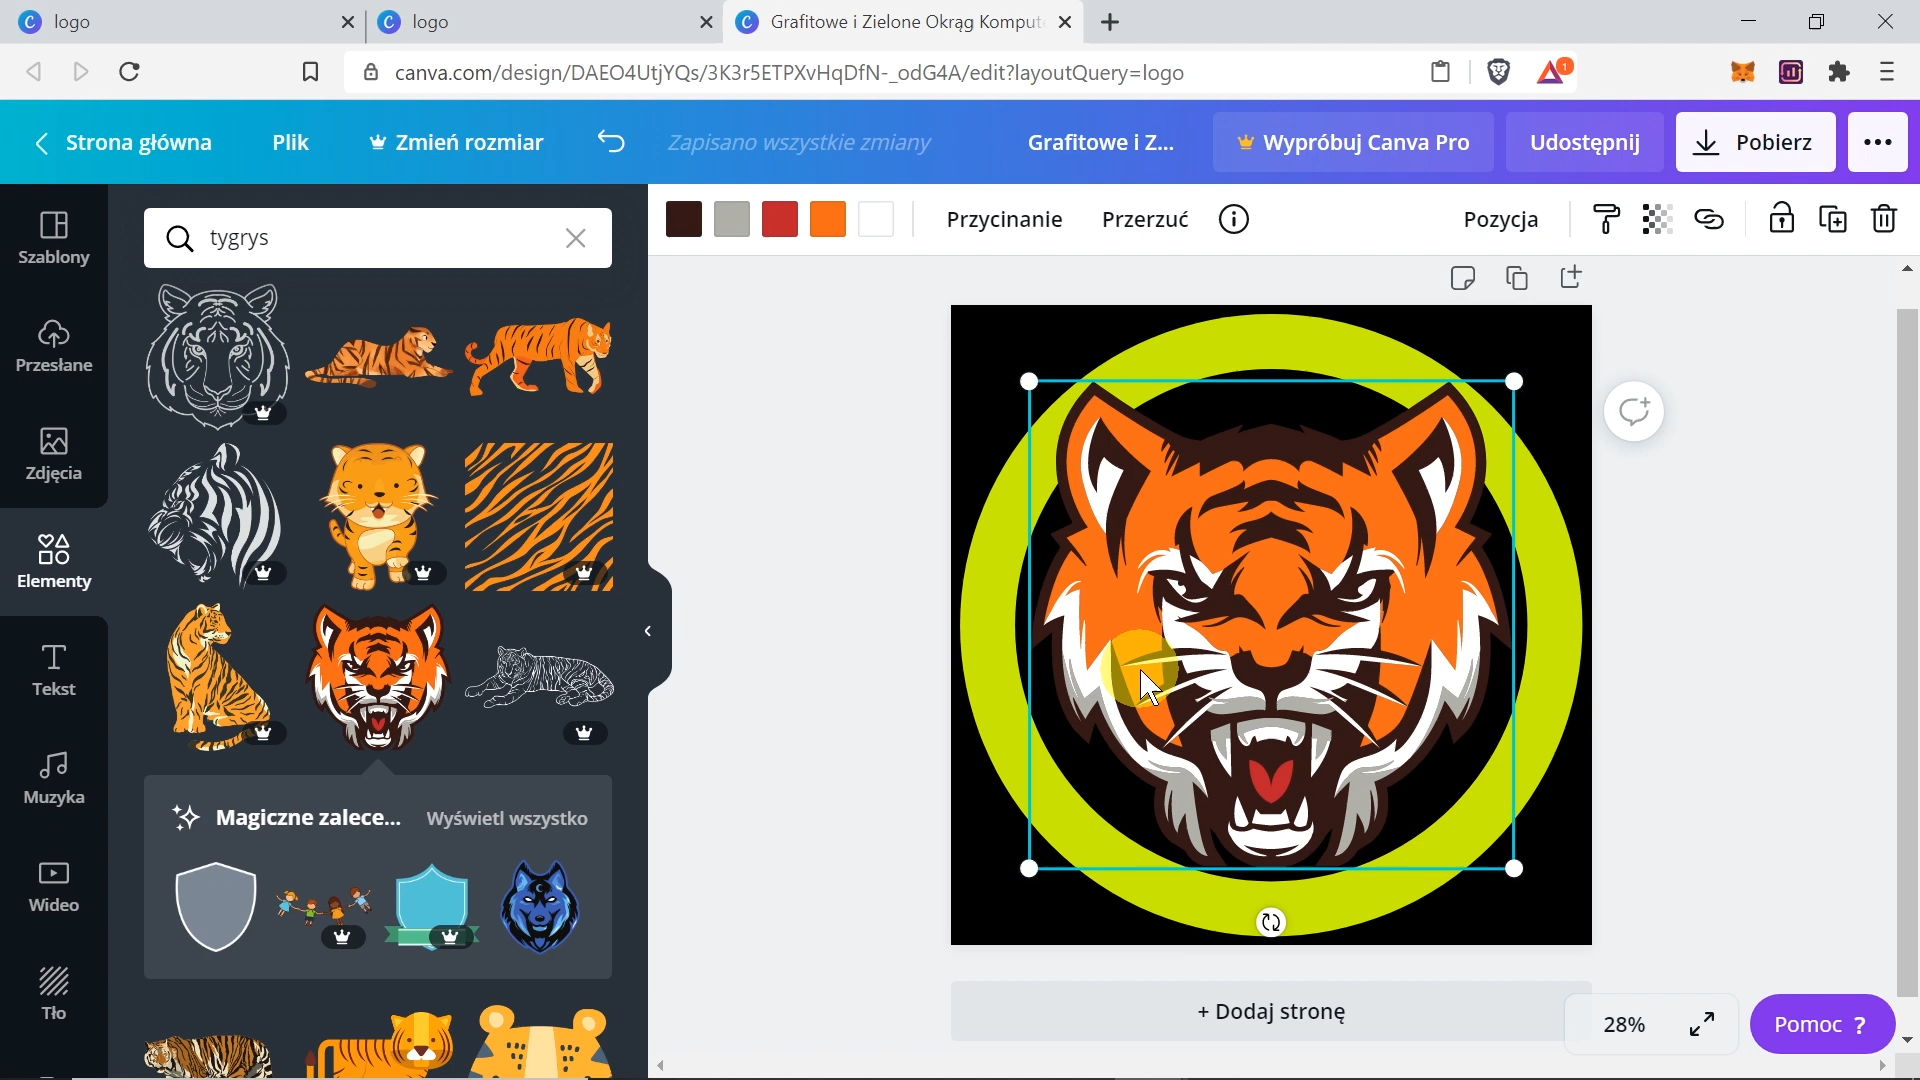 logo
logo
Grafitowe i Zielone Okrąg Kompute
canva.com/design/DAEO4UtjYQs/3K3r5ETPXvHqDfN-_odG4A/edit?layoutQuery=logo
1
Strona główna
Plik
Zmień rozmiar
Zapisano wszystkie zmiany
Grafitowe i Z...
Wypróbuj Canva Pro
Udostępnij
Pobierz
Szablony
Przesłane
Zdjęcia
Elementy
Tekst
Muzyka
Wideo
Tło
tygrys
Magiczne zalece...
Wyświetl wszystko
Przycinanie
Przerzuć
Pozycja
+ Dodaj stronę
28%
Pomoc ?